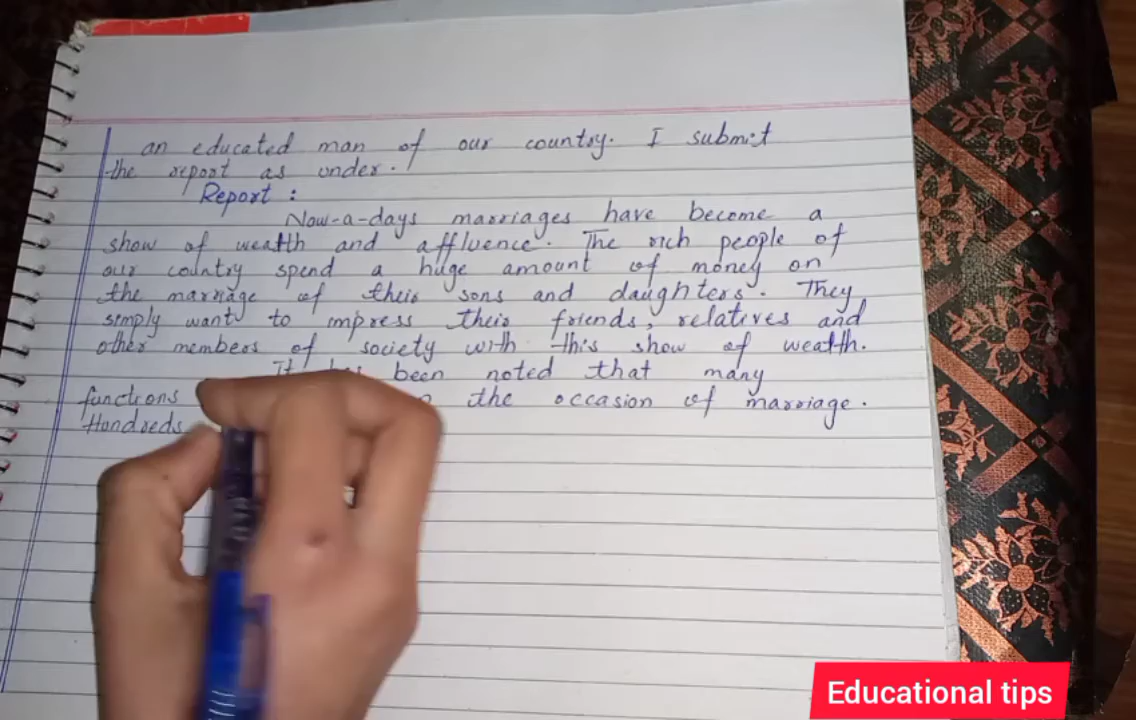 an educated man of our country. I submit
the report as under.
Report :
Now-a-days marriages have become a
show of wealth and affluence. The rich people of
our country spend a huge amount of money on
the marriage of their sons and daughters. They
simply want to impress their friends, relatives and
other members of society with this show of wealth.
It been noted that many
functions the occasion of marriage.
Hundreds
Educational tips